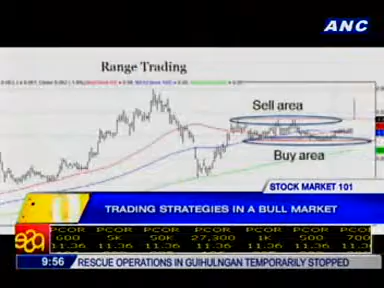 ANC
Range Trading
Sell area
Buy area
STOCK MARKET 101
TRADING STRATEGIES IN A BULL MARKET
PCOR PCOR PCOR PCOR PCOR PCOR PCOR
600 5K 50K 27,300 1K 500 700
11.36 11.36 11.36 11.36 11.36 11.36 11.36
9:56 RESCUE OPERATIONS IN GUIHULNGAN TEMPORARILY STOPPED